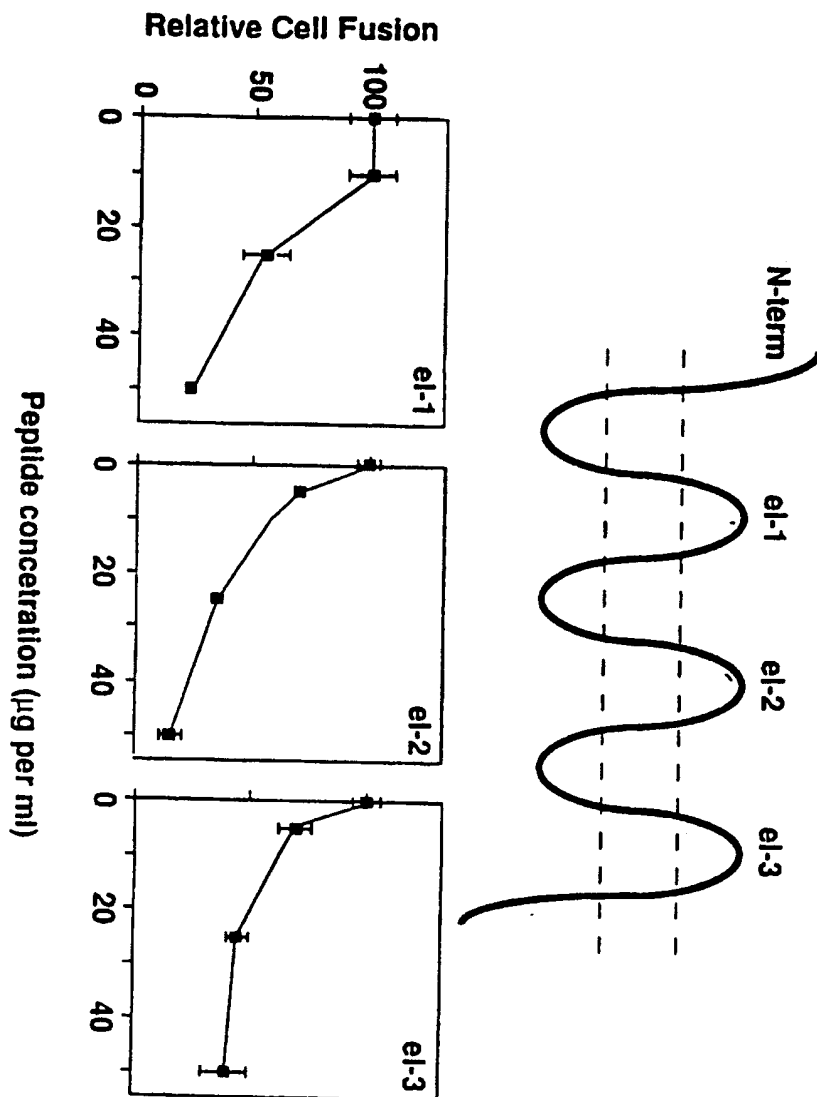 N-term
el-1
el-2
el-3
Relative Cell Fusion
100
50
0
el-1
el-2
el-3
0
20
40
0
20
40
0
20
40
Peptide concetration (μg per ml)